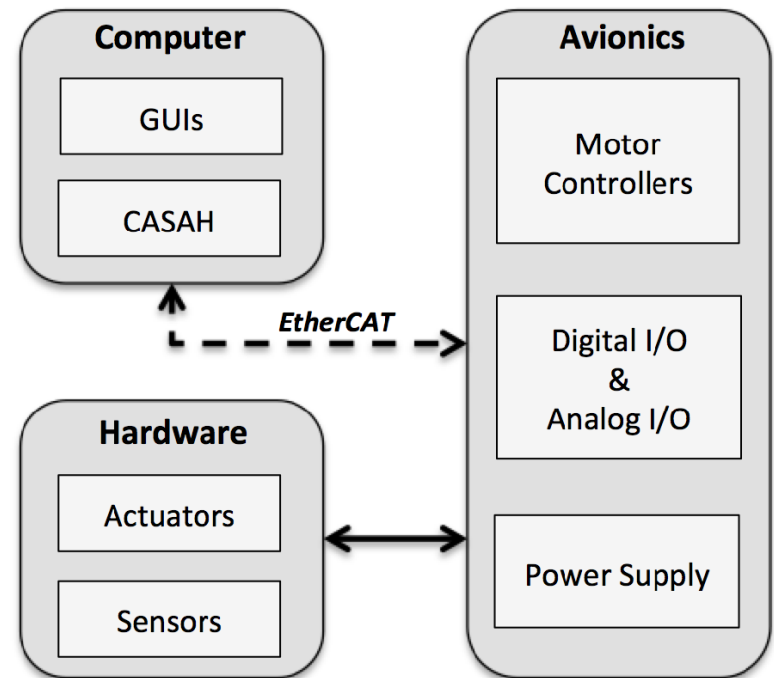 Computer
GUIs
CASAH
EtherCAT
Hardware
Actuators
Sensors
Avionics
Motor
Controllers
Digital I/O
&
Analog I/O
Power Supply